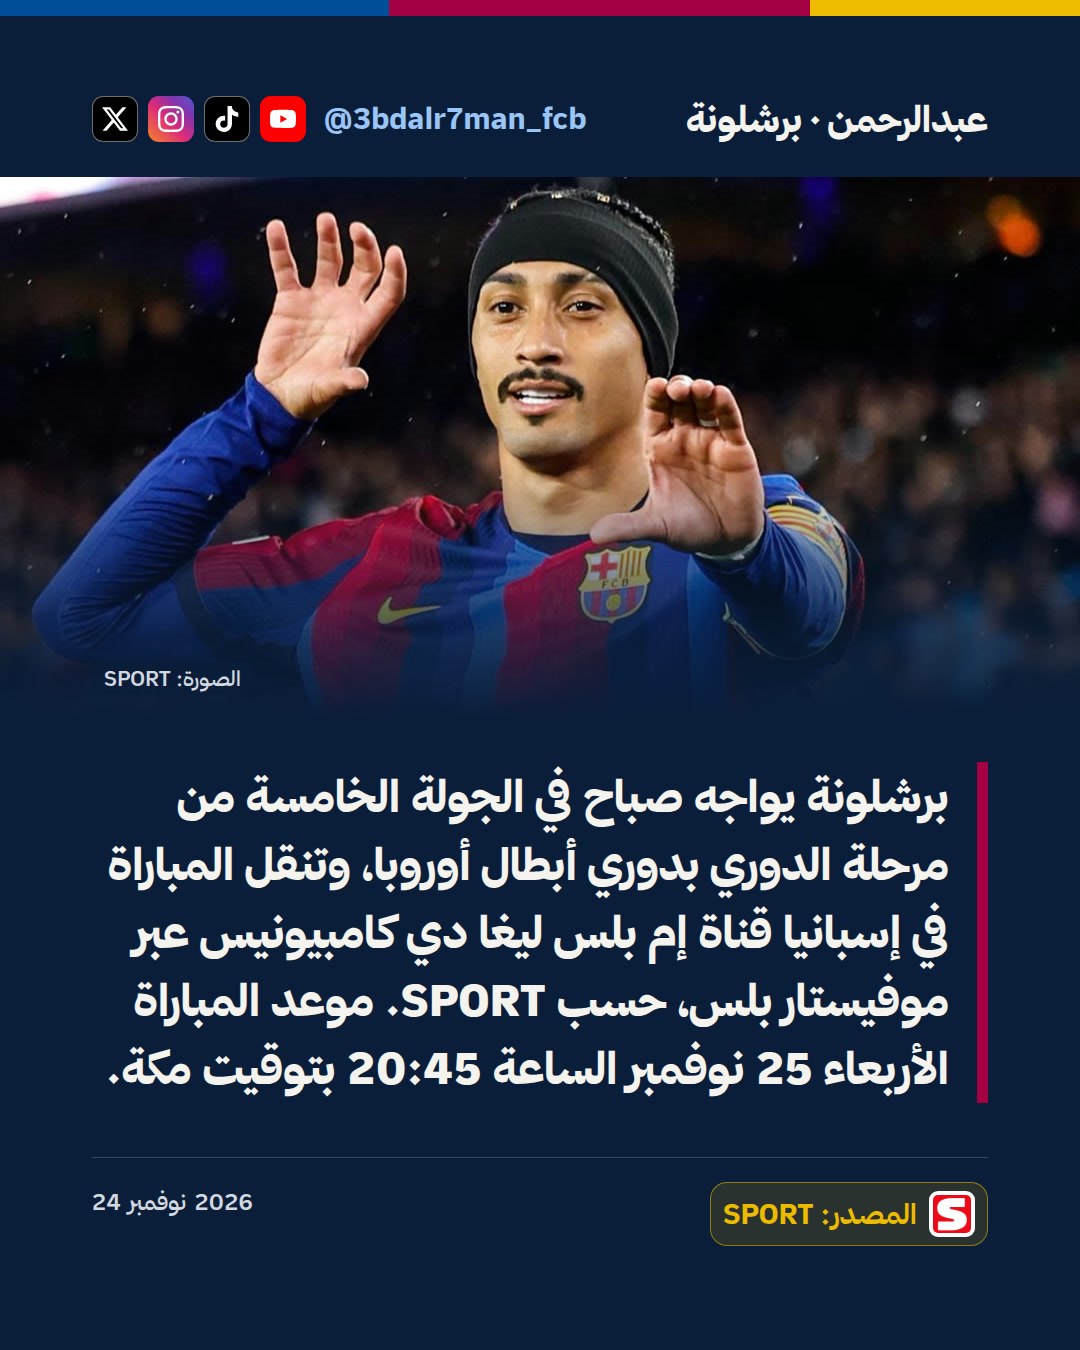 عبدالرحمن · برشلونة
@3bdalr7man_fcb
FCB
الصورة: SPORT
برشلونة يواجه صباح في الجولة الخامسة من
مرحلة الدوري بدوري أبطال أوروبا، وتنقل المباراة
في إسبانيا قناة إم بلس ليغا دي كامبيونيس عبر
موفيستار بلس، حسب SPORT. موعد المباراة
الأربعاء 25 نوفمبر الساعة 20:45 بتوقيت مكة.
المصدر: SPORT
24 نوفمبر 2026